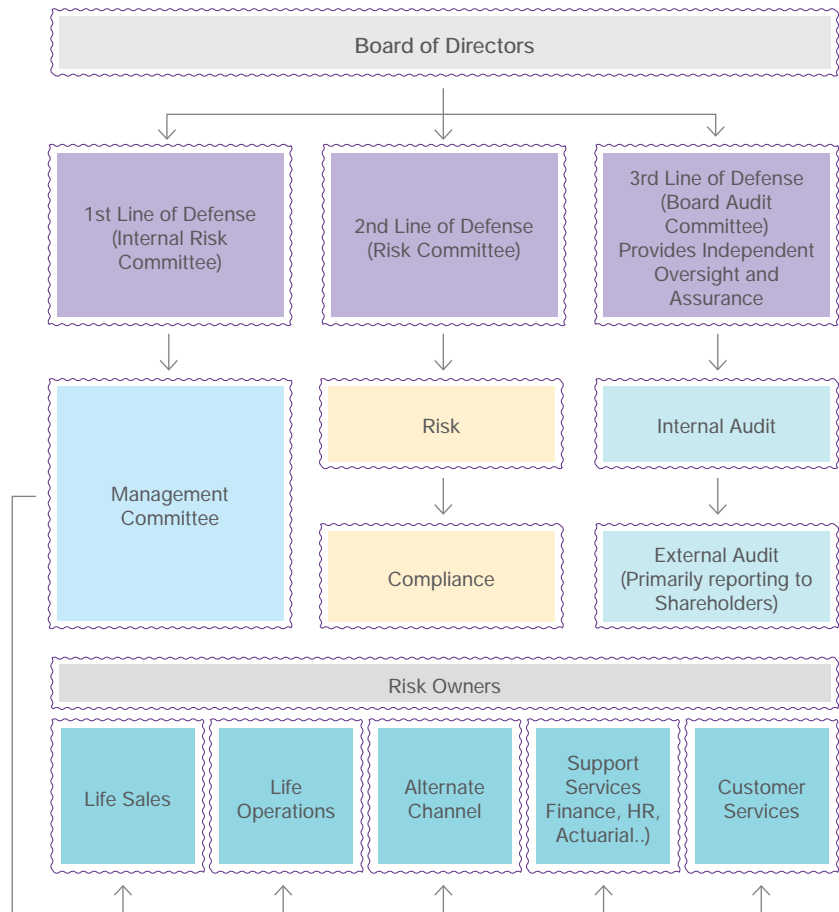 Board of Directors
1st Line of Defense
(Internal Risk
Committee)
2nd Line of Defense
(Risk Committee)
3rd Line of Defense
(Board Audit
Committee)
Provides Independent
Oversight and
Assurance
Management
Committee
Risk
Internal Audit
Compliance
External Audit
(Primarily reporting to
Shareholders)
Risk Owners
Life Sales
Life
Operations
Alternate
Channel
Support
Services
Finance, HR,
Actuarial..)
Customer
Services